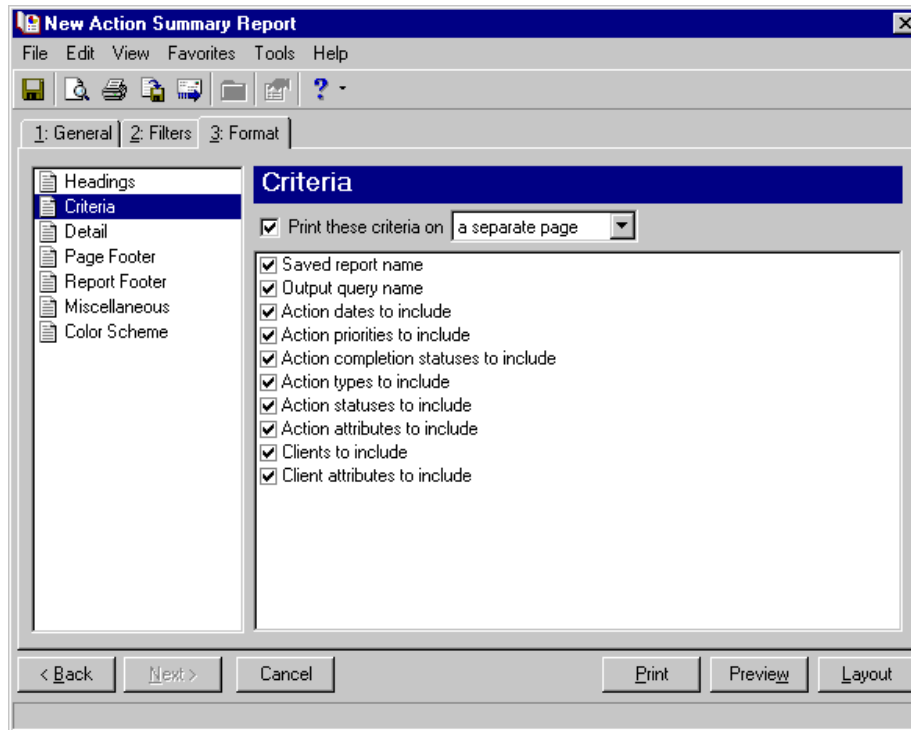 New Action Summary Report
File Edit View Favorites Tools Help
?
1: General 2: Filters 3: Format
Headings
Criteria
Detail
Page Footer
Report Footer
Miscellaneous
Color Scheme
Criteria
Print these criteria on a separate page
Saved report name
Output query name
Action dates to include
Action priorities to include
Action completion statuses to include
Action types to include
Action statuses to include
Action attributes to include
Clients to include
Client attributes to include
< Back Next > Cancel Print Preview Layout